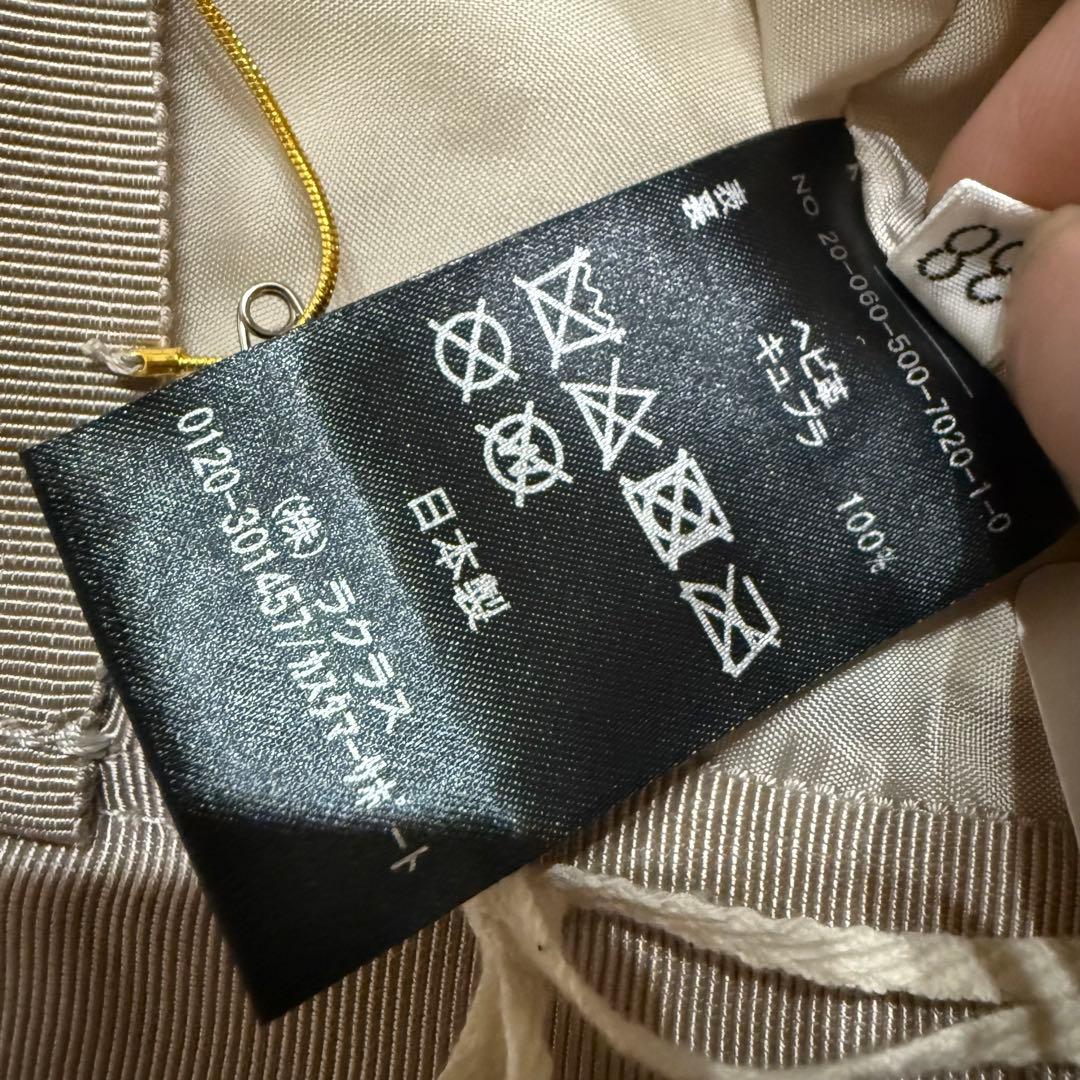 38
NO 20-060-500-7020-1-0
表 ヘビ革
裏 キュプラ 100%
日本製
(株)ラクラス
0120-301457/カスタマーサポート